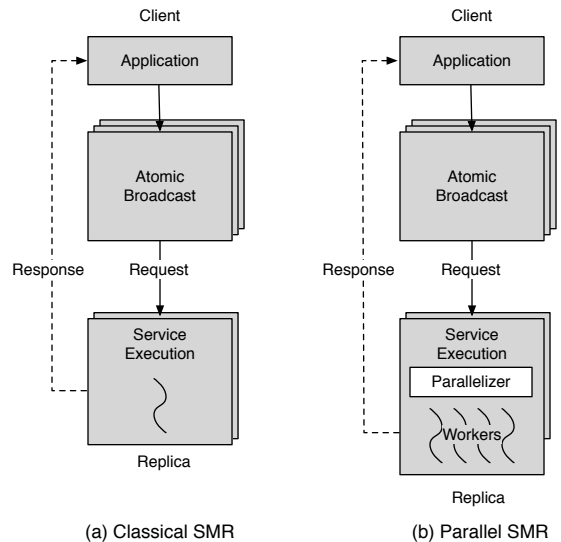 Client
Application
Atomic
Broadcast
Response
Request
Service
Execution
Replica
(a) Classical SMR
Client
Application
Atomic
Broadcast
Response
Request
Service
Execution
Parallelizer
Workers
Replica
(b) Parallel SMR